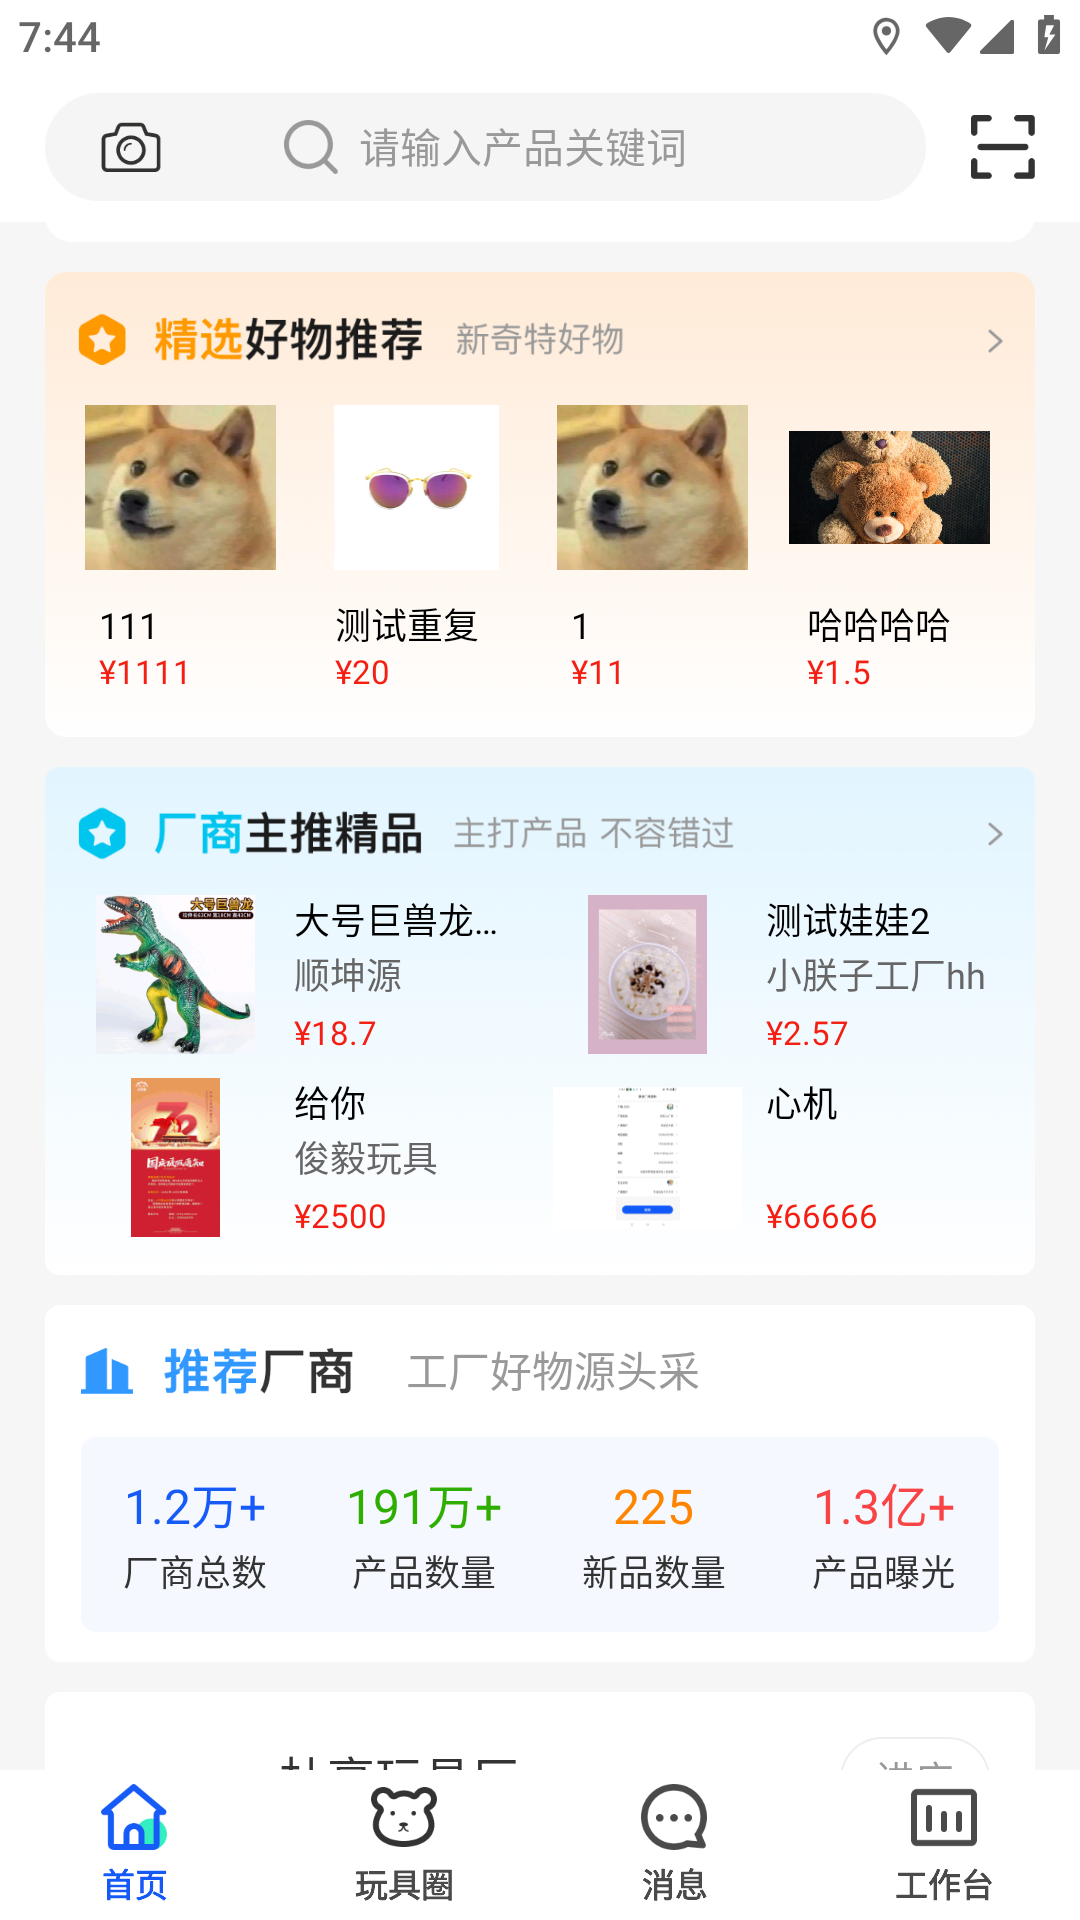 7:44
请输入产品关键词
精选好物推荐 新奇特好物
111 测试重复 1 哈哈哈哈
¥1111 ¥20 ¥11 ¥1.5
厂商主推精品 主打产品 不容错过
大号巨兽龙
大号巨兽龙... 测试娃娃2
顺坤源 小朕子工厂hh
¥18.7 ¥2.57
给你 心机
俊毅玩具
¥2500 ¥66666
推荐厂商 工厂好物源头采
1.2万+ 191万+ 225 1.3亿+
厂商总数 产品数量 新品数量 产品曝光
首页 玩具圈 消息 工作台